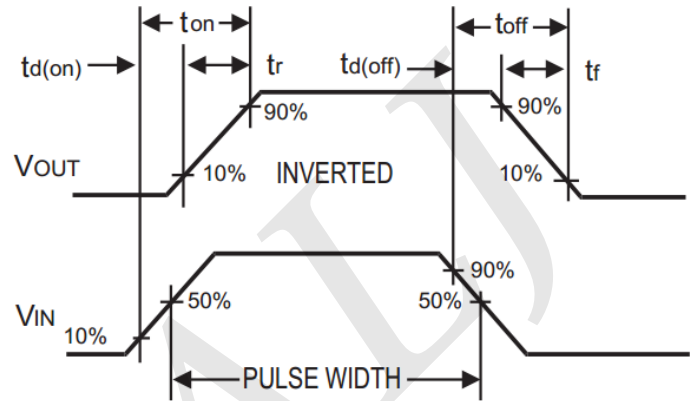 ton
toff
td(on)
tr
td(off)
tf
90%
90%
VOUT
10%
INVERTED
10%
90%
VIN
50%
50%
10%
PULSE WIDTH
ALJ